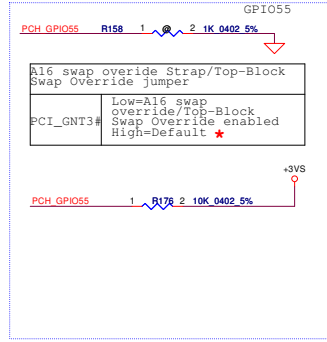 GPIO55
PCH_GPIO55 R158 1 @ 2 1K_0402_5%
A16 swap overide Strap/Top-Block
Swap Override jumper
PCI_GNT3#
Low=A16 swap
override/Top-Block
Swap Override enabled
High=Default *
+3VS
PCH_GPIO55 1 R176 2 10K_0402_5%